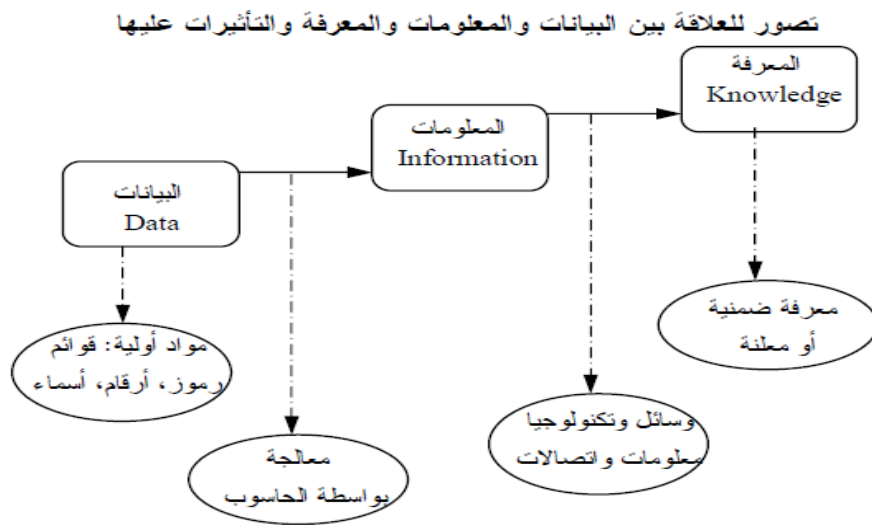 تصور للعلاقة بين البيانات والمعلومات والمعرفة والتأثيرات عليها
المعرفة
Knowledge
المعلومات
Information
البيانات
Data
معرفة ضمنية
أو معلنة
مواد أولية: قوائم
رموز، أرقام، أسماء
وسائل وتكنولوجيا
معلومات واتصالات
معالجة
بواسطة الحاسوب